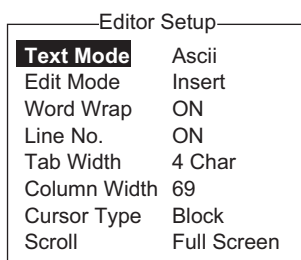 Editor Setup
Text Mode Ascii
Edit Mode Insert
Word Wrap ON
Line No. ON
Tab Width 4 Char
Column Width 69
Cursor Type Block
Scroll Full Screen